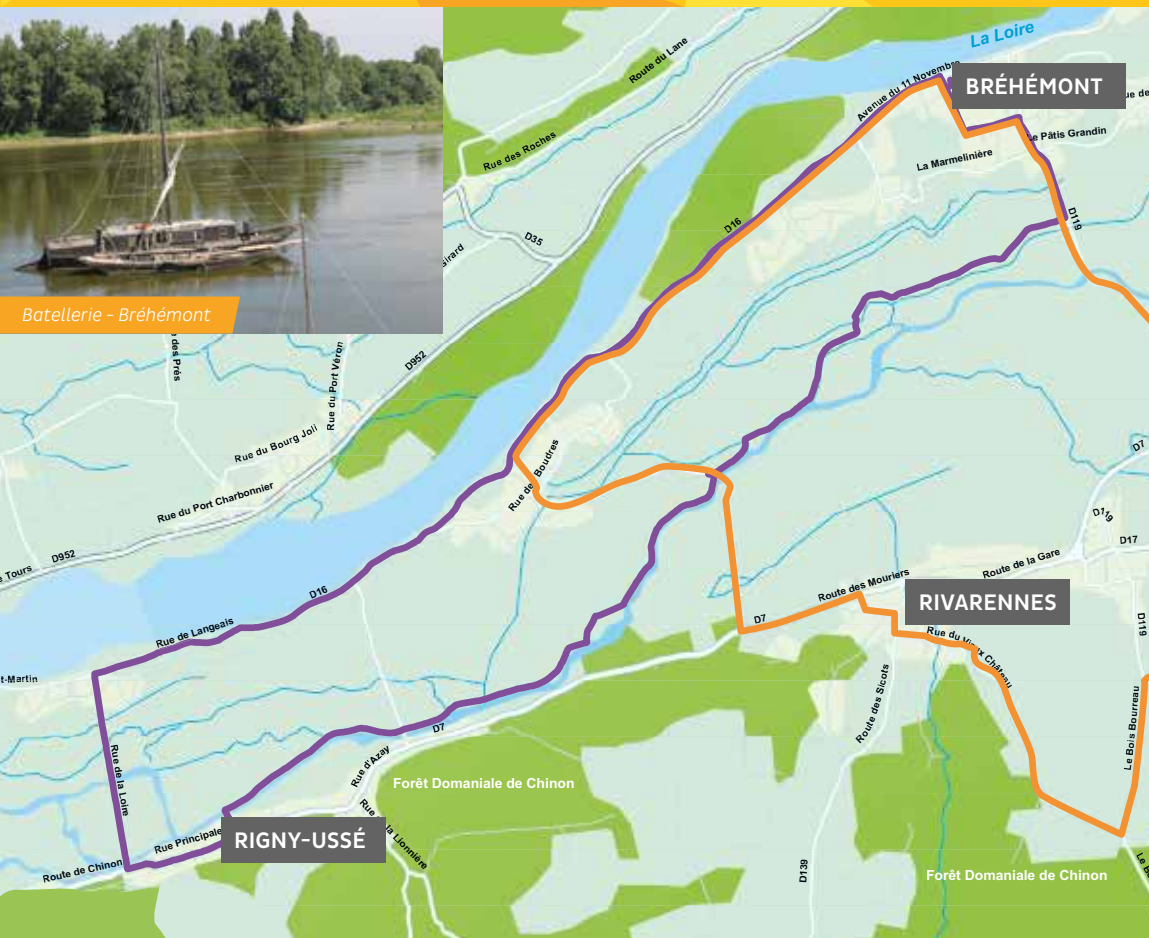 La Loire
Avenue du 11 Novembre
BRÉHÉMONT
Route du Lane
Rue des Roches
Le Pâtis Grandin
La Marmelinière
D16
D119
D35
Girard
Batellerie - Bréhémont
des Prés
Rue du Port Véron
D952
Rue du Bourg Joli
Rue du Port Charbonnier
D952
Tours
Boudres
D7
D119
D17
Route de la Gare
Route des Mouriers
RIVARENNES
D7
Rue du Vieux Château
D119
D16
Rue de Langeais
t-Martin
Route des Sicots
Le Bois Bourreau
Rue de la Loire
D7
Rue d'Azay
Forêt Domaniale de Chinon
Rue Principale
RIGNY-USSÉ
la Lionnière
Route de Chinon
D139
Forêt Domaniale de Chinon